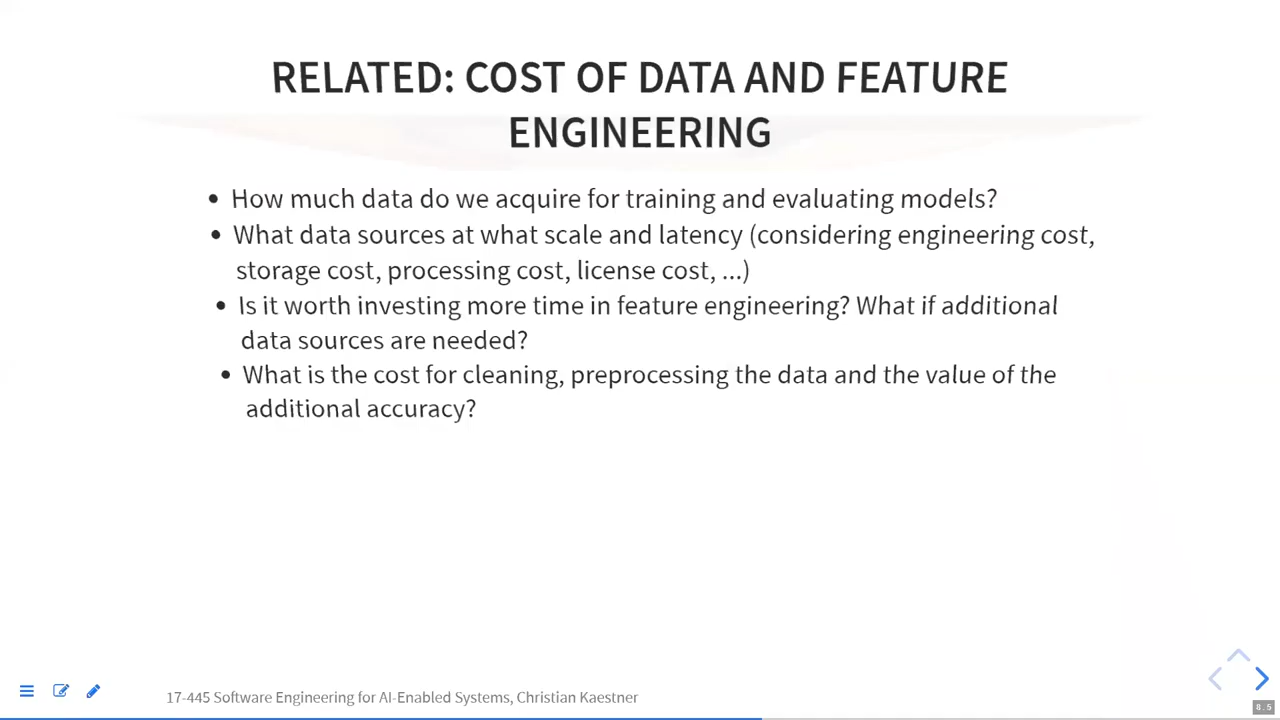 RELATED: COST OF DATA AND FEATURE
ENGINEERING
• How much data do we acquire for training and evaluating models?
• What data sources at what scale and latency (considering engineering cost,
storage cost, processing cost, license cost, ...)
• Is it worth investing more time in feature engineering? What if additional
data sources are needed?
• What is the cost for cleaning, preprocessing the data and the value of the
additional accuracy?
17-445 Software Engineering for AI-Enabled Systems, Christian Kaestner
8.5